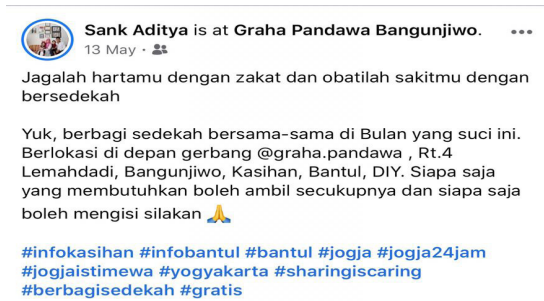 Sank Aditya is at Graha Pandawa Bangunjiwo.
13 May ·
Jagalah hartamu dengan zakat dan obatilah sakitmu dengan
bersedekah
Yuk, berbagi sedekah bersama-sama di Bulan yang suci ini.
Berlokasi di depan gerbang @graha.pandawa , Rt.4
Lemahdadi, Bangunjiwo, Kasihan, Bantul, DIY. Siapa saja
yang membutuhkan boleh ambil secukupnya dan siapa saja
boleh mengisi silakan 🙏
#infokasihan #infobantul #bantul #jogja #jogja24jam
#jogjaistimewa #yogyakarta #sharingiscaring
#berbagisedekah #gratis